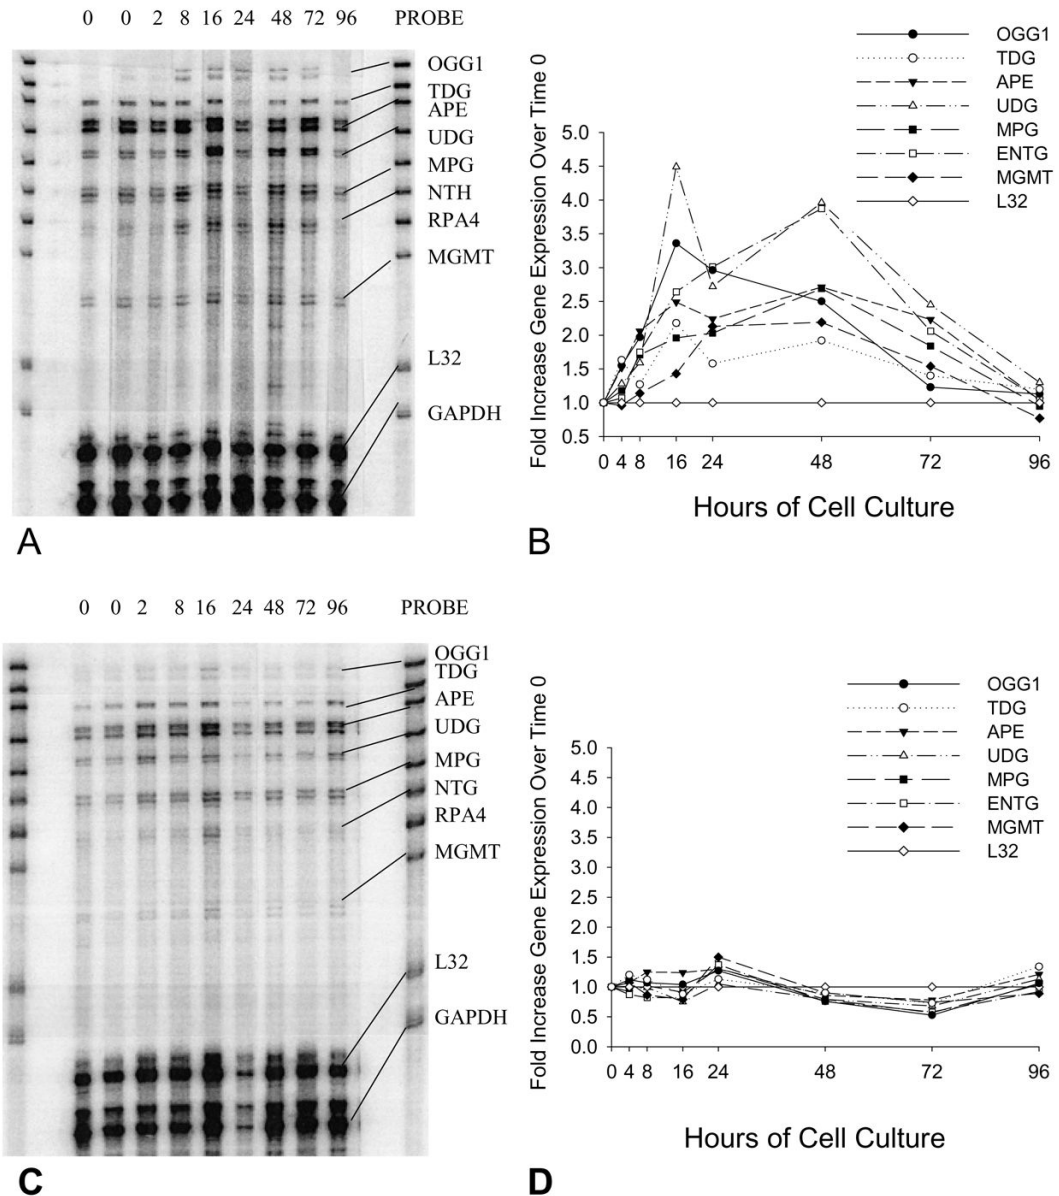 0 0 2 8 16 24 48 72 96 PROBE
OGG1
TDG
APE
UDG
MPG
NTH
RPA4
MGMT
L32
GAPDH
A
OGG1
TDG
APE
UDG
MPG
ENTG
MGMT
L32
Fold Increase Gene Expression Over Time 0
5.0
4.5
4.0
3.5
3.0
2.5
2.0
1.5
1.0
0.5
0 4 8 16 24 48 72 96
Hours of Cell Culture
B
0 0 2 8 16 24 48 72 96 PROBE
OGG1
TDG
APE
UDG
MPG
NTG
RPA4
MGMT
L32
GAPDH
C
OGG1
TDG
APE
UDG
MPG
ENTG
MGMT
L32
Fold Increase Gene Expression Over Time 0
5.0
4.5
4.0
3.5
3.0
2.5
2.0
1.5
1.0
0.5
0.0
0 4 8 16 24 48 72 96
Hours of Cell Culture
D